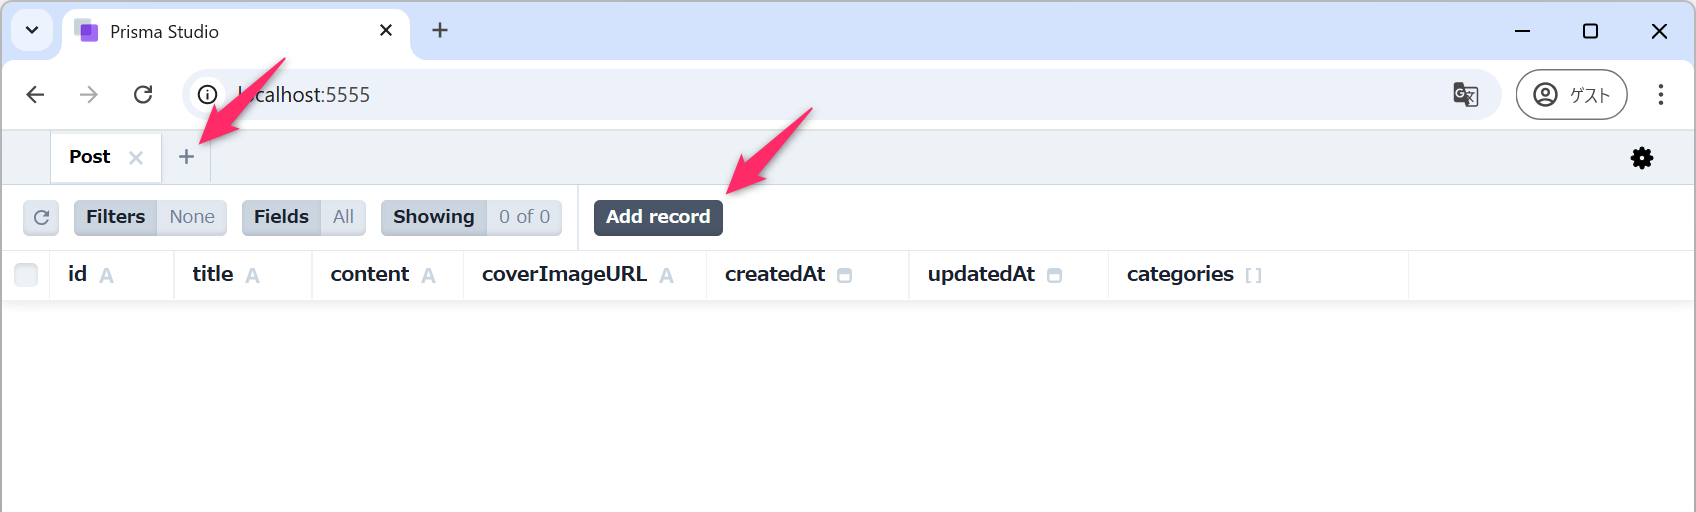 Prisma Studio
localhost:5555
ゲスト
Post
Filters None Fields All Showing 0 of 0 Add record
id A title A content A coverImageURL A createdAt updatedAt categories []